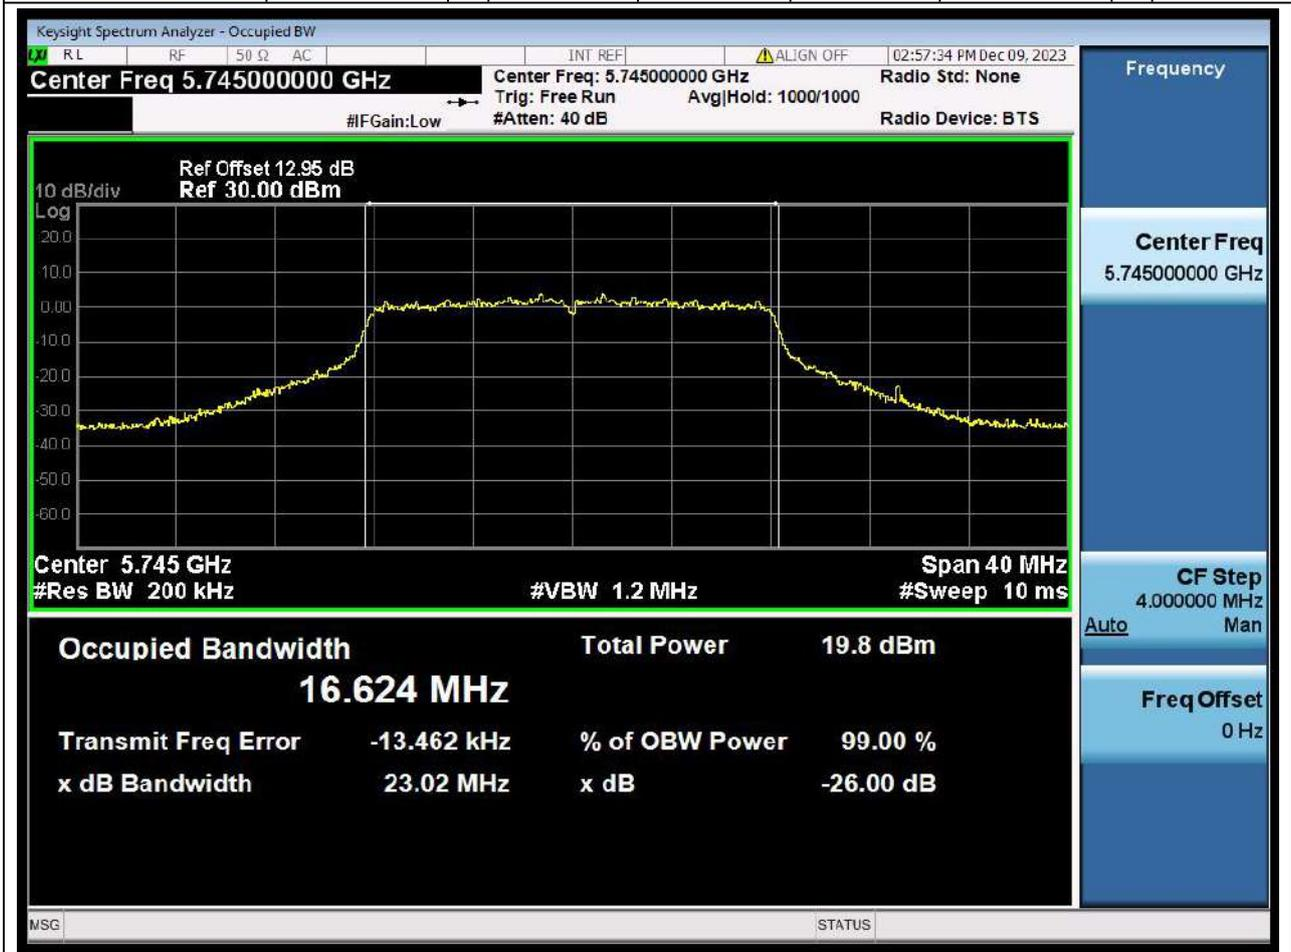 Keysight Spectrum Analyzer - Occupied BW
LXI RL RF 50 Ω AC INT REF ALIGN OFF 02:57:34 PM Dec 09, 2023
Center Freq 5.745000000 GHz
Center Freq: 5.745000000 GHz Radio Std: None
Trig: Free Run Avg|Hold: 1000/1000
#IFGain:Low #Atten: 40 dB Radio Device: BTS
Frequency
Ref Offset 12.95 dB
10 dB/div Ref 30.00 dBm
Log
20.0
10.0
0.00
-10.0
-20.0
-30.0
-40.0
-50.0
-60.0
Center 5.745 GHz Span 40 MHz
#Res BW 200 kHz #VBW 1.2 MHz #Sweep 10 ms
Center Freq
5.745000000 GHz
CF Step
4.000000 MHz
Auto Man
Freq Offset
0 Hz
Occupied Bandwidth Total Power 19.8 dBm
16.624 MHz
Transmit Freq Error -13.462 kHz % of OBW Power 99.00 %
x dB Bandwidth 23.02 MHz x dB -26.00 dB
MSG STATUS